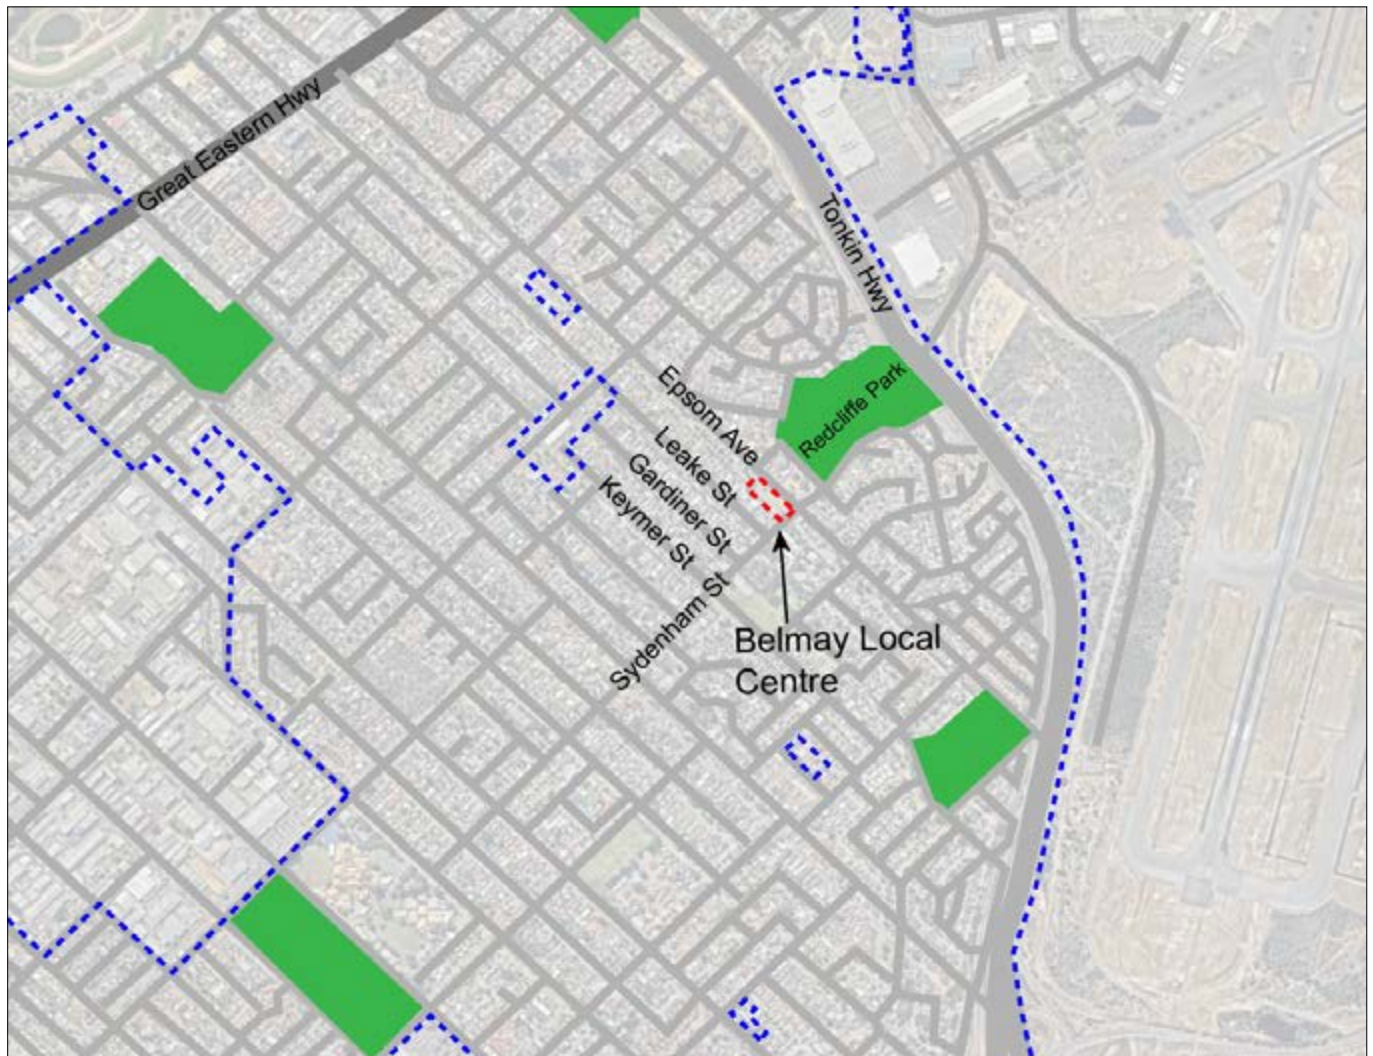 Great Eastern Hwy
Tonkin Hwy
Redcliffe Park
Epsom Ave
Leake St
Gardiner St
Keymer St
Sydenham St
Belmay Local
Centre